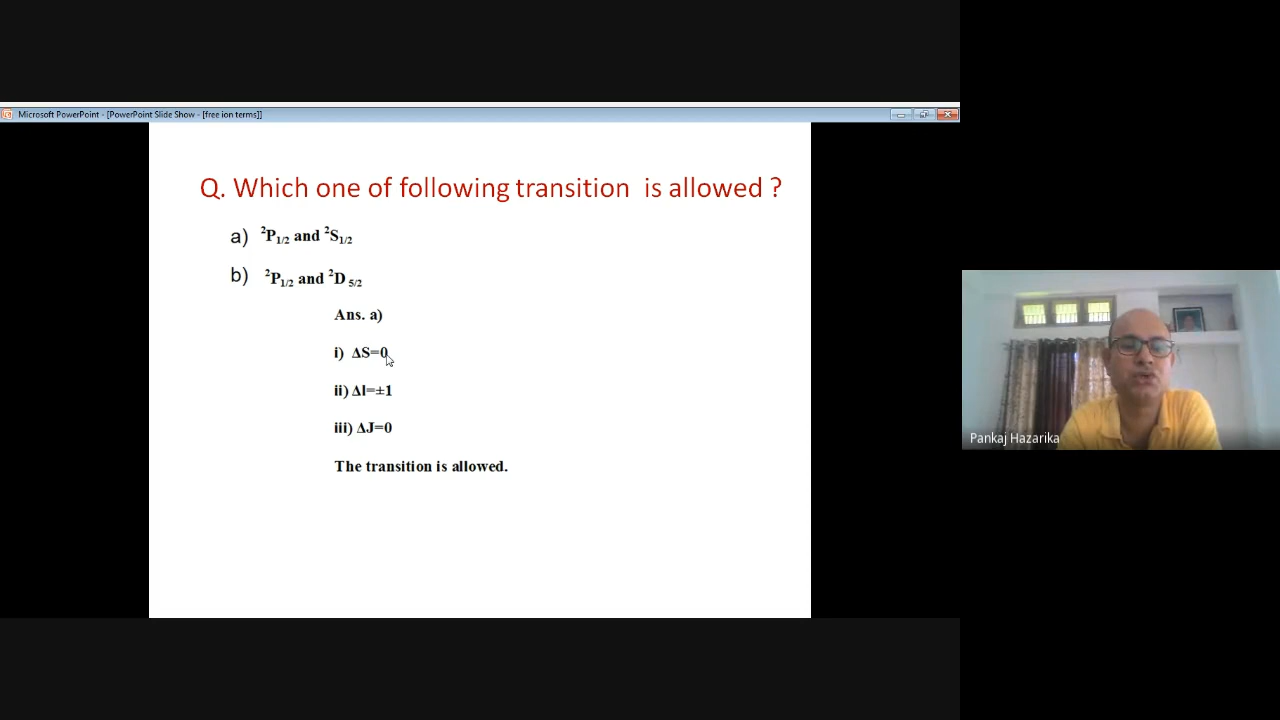 Microsoft PowerPoint - [PowerPoint Slide Show - [free ion terms]]
Q. Which one of following transition is allowed ?
a) ²P1/2 and ²S1/2
b) ²P1/2 and ²D 5/2
Ans. a)
i) ΔS=0
ii) Δl=±1
iii) ΔJ=0
The transition is allowed.
Pankaj Hazarika